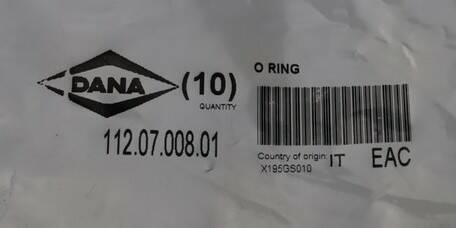 DANA
(10)
QUANTITY
112.07.008.01
O RING
Country of origin: IT EAC
X195GS010